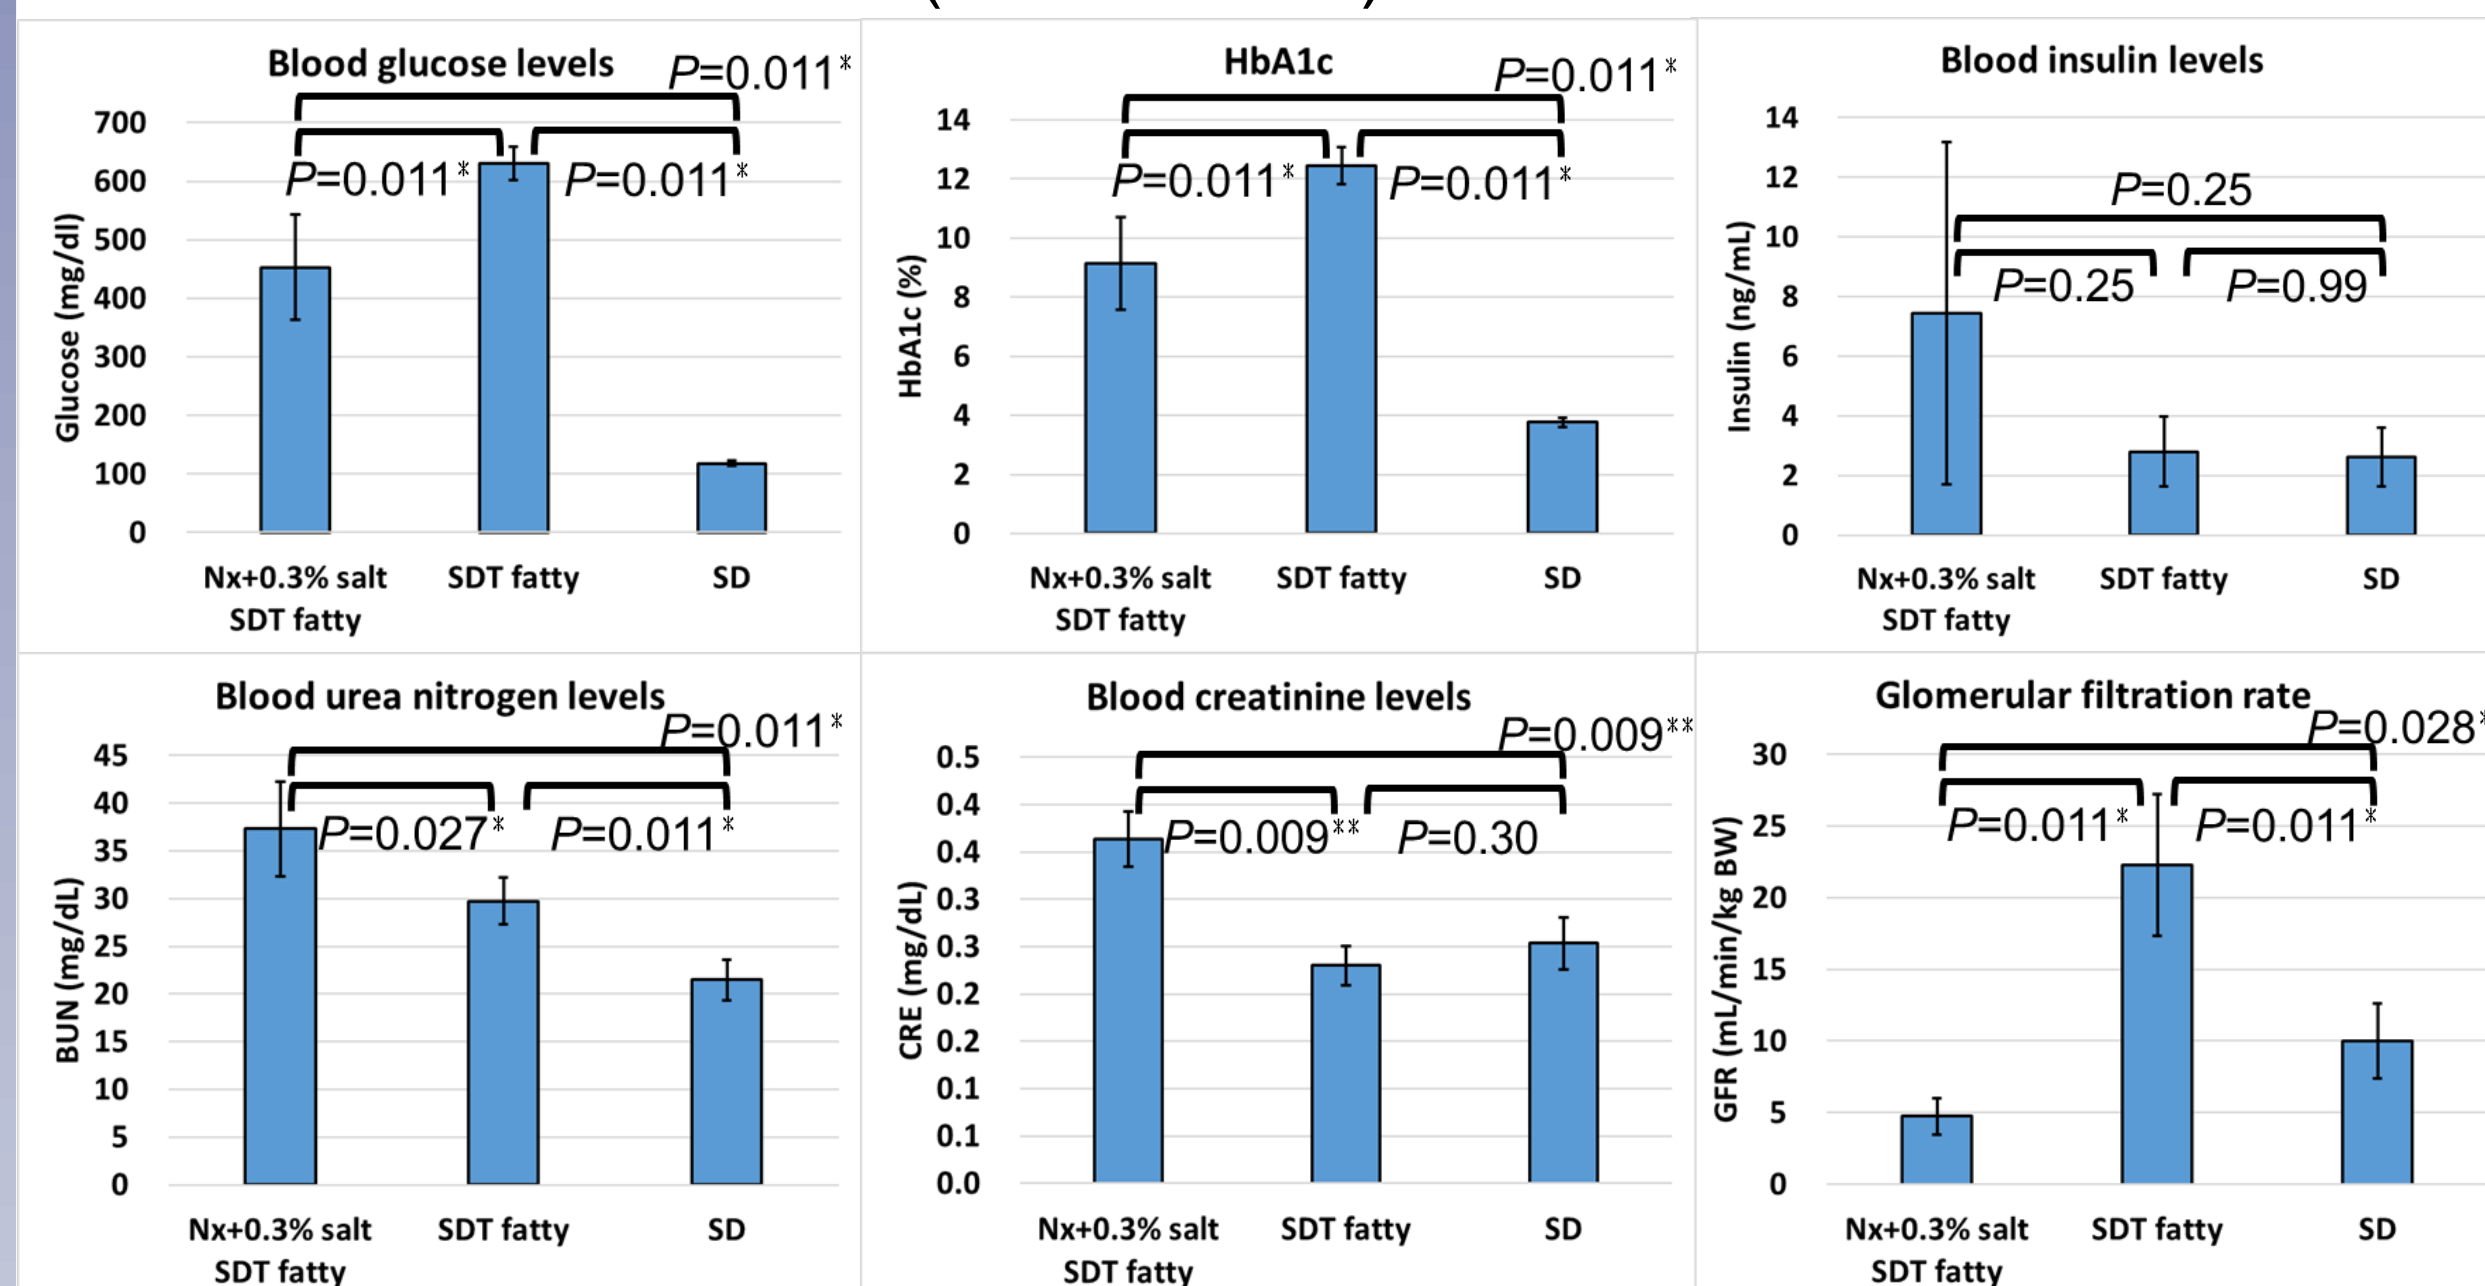 Blood glucose levels
P=0.011*
700
600
500
400
300
200
100
0
Glucose (mg/dl)
P=0.011*
P=0.011*
Nx+0.3% salt
SDT fatty
SDT fatty
SD
HbA1c
P=0.011*
14
12
10
8
6
4
2
0
HbA1c (%)
P=0.011*
P=0.011*
Nx+0.3% salt
SDT fatty
SDT fatty
SD
Blood insulin levels
14
12
10
8
6
4
2
0
Insulin (ng/mL)
P=0.25
P=0.25
P=0.99
Nx+0.3% salt
SDT fatty
SDT fatty
SD
Blood urea nitrogen levels
P=0.011*
45
40
35
30
25
20
15
10
5
0
BUN (mg/dL)
P=0.027*
P=0.011*
Nx+0.3% salt
SDT fatty
SDT fatty
SD
Blood creatinine levels
P=0.009**
0.5
0.4
0.4
0.3
0.3
0.2
0.2
0.1
0.1
0.0
CRE (mg/dL)
P=0.009**
P=0.30
Nx+0.3% salt
SDT fatty
SDT fatty
SD
Glomerular filtration rate
P=0.028*
30
25
20
15
10
5
0
GFR (mL/min/kg BW)
P=0.011*
P=0.011*
Nx+0.3% salt
SDT fatty
SDT fatty
SD